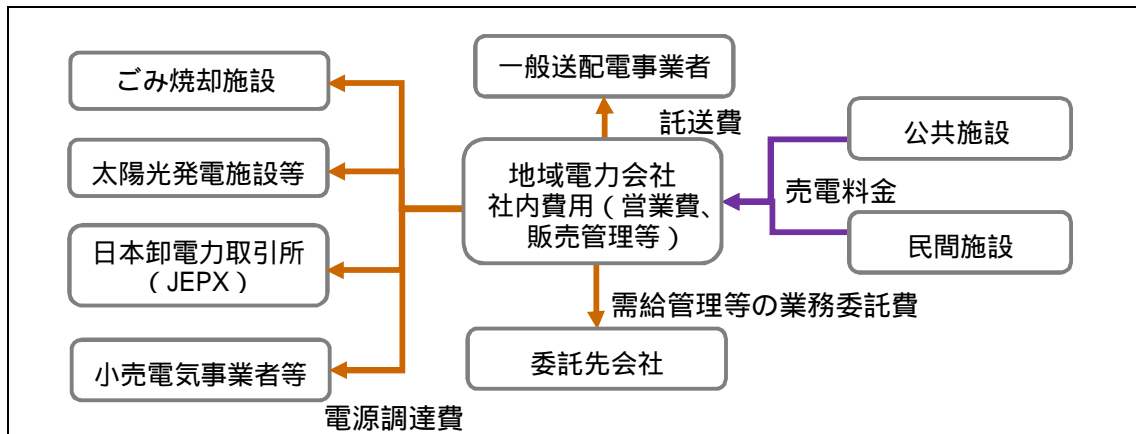 ごみ焼却施設
太陽光発電施設等
日本卸電力取引所
（JEPX）
小売電気事業者等
電源調達費
一般送配電事業者
託送費
地域電力会社
社内費用（営業費、
販売管理等）
需給管理等の業務委託費
委託先会社
公共施設
売電料金
民間施設